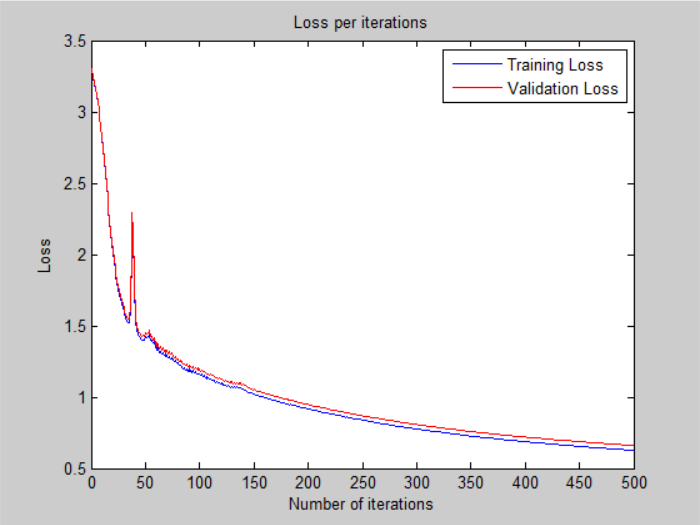 Loss per iterations
3.5
3
2.5
2
1.5
1
0.5
Loss
Training Loss
Validation Loss
0 50 100 150 200 250 300 350 400 450 500
Number of iterations